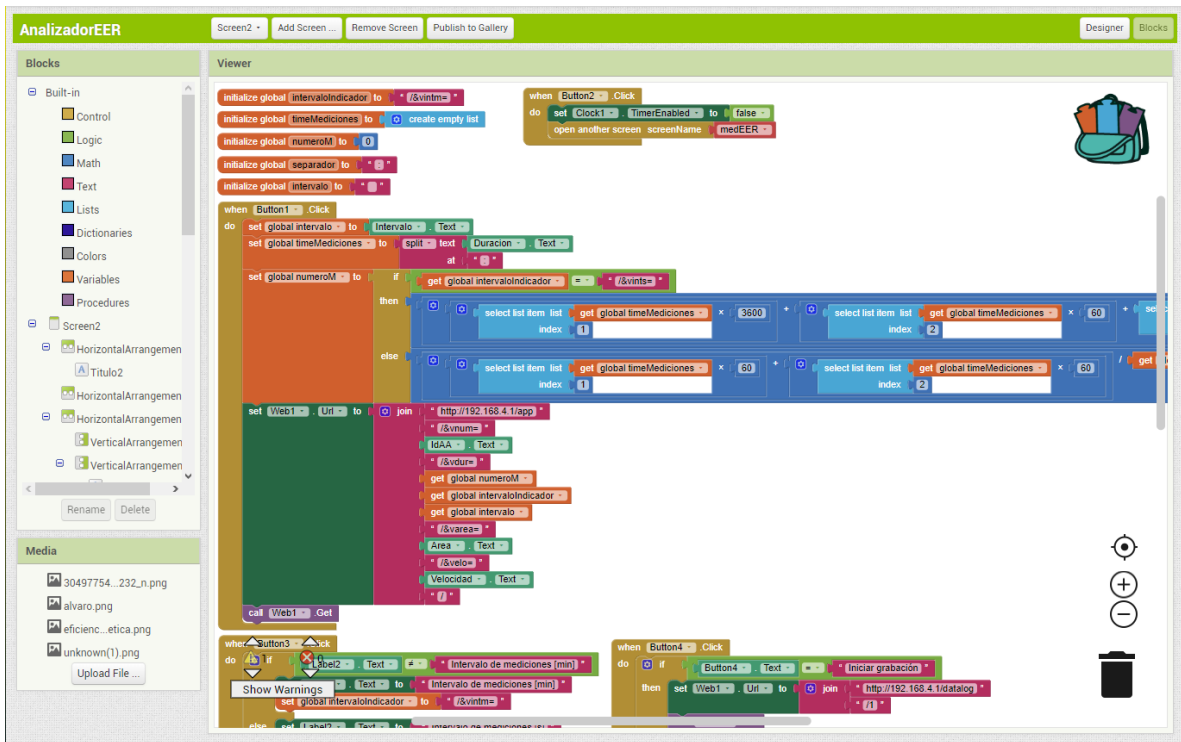 AnalizadorEER
Screen2
Add Screen ...
Remove Screen
Publish to Gallery
Designer
Blocks
Blocks
Built-in
Control
Logic
Math
Text
Lists
Dictionaries
Colors
Variables
Procedures
Screen2
HorizontalArrangemen
Titulo2
HorizontalArrangemen
HorizontalArrangemen
VerticalArrangemen
VerticalArrangemen
Rename
Delete
Media
30497754...232_n.png
alvaro.png
eficienc...etica.png
unknown(1).png
Upload File ...
Viewer
initialize global intervaloIndicador to " /&vintm= "
initialize global timeMediciones to create empty list
initialize global numeroM to 0
initialize global separador to " : "
initialize global intervalo to " "
when Button2 .Click
do set Clock1 . TimerEnabled to false
open another screen screenName medEER
when Button1 .Click
do set global intervalo to Intervalo . Text
set global timeMediciones to split text Duracion . Text
at " : "
set global numeroM to if get global intervaloIndicador = " /&vints= "
then select list item list get global timeMediciones × 3600 + select list item list get global timeMediciones × 60 +
index 1 index 2
else select list item list get global timeMediciones × 60 + select list item list get global timeMediciones × 60 /
index 1 index 2
set Web1 . Url to join " http://192.168.4.1/app "
" /&vnum= "
IdAA . Text
" /&vdur= "
get global numeroM
get global intervaloIndicador
get global intervalo
" /&varea= "
Area . Text
" /&velo= "
Velocidad . Text
" / "
call Web1 .Get
when Button3 .Click
do if Label2 . Text ≠ " Intervalo de mediciones [min] "
. Text to " Intervalo de mediciones [min] "
set global intervaloIndicador to " /&vintm= "
else set Label2 . Text to " Intervalo de mediciones [s] "
Show Warnings
when Button4 .Click
do if Button4 . Text = " Iniciar grabación "
then set Web1 . Url to join " http://192.168.4.1/datalog "
" /1 "